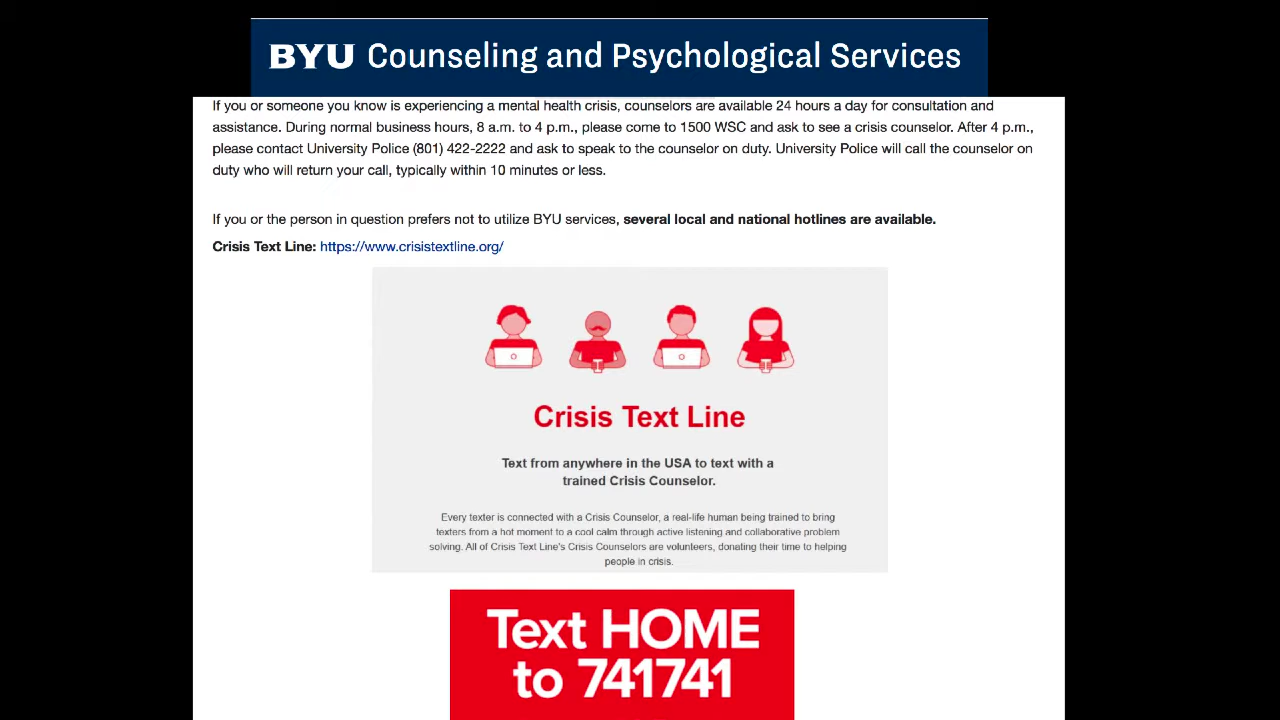 BYU Counseling and Psychological Services
If you or someone you know is experiencing a mental health crisis, counselors are available 24 hours a day for consultation and
assistance. During normal business hours, 8 a.m. to 4 p.m., please come to 1500 WSC and ask to see a crisis counselor. After 4 p.m.,
please contact University Police (801) 422-2222 and ask to speak to the counselor on duty. University Police will call the counselor on
duty who will return your call, typically within 10 minutes or less.
If you or the person in question prefers not to utilize BYU services, several local and national hotlines are available.
Crisis Text Line: https://www.crisistextline.org/
Crisis Text Line
Text from anywhere in the USA to text with a
trained Crisis Counselor.
Every texter is connected with a Crisis Counselor, a real-life human being trained to bring
texters from a hot moment to a cool calm through active listening and collaborative problem
solving. All of Crisis Text Line's Crisis Counselors are volunteers, donating their time to helping
people in crisis.
Text HOME
to 741741